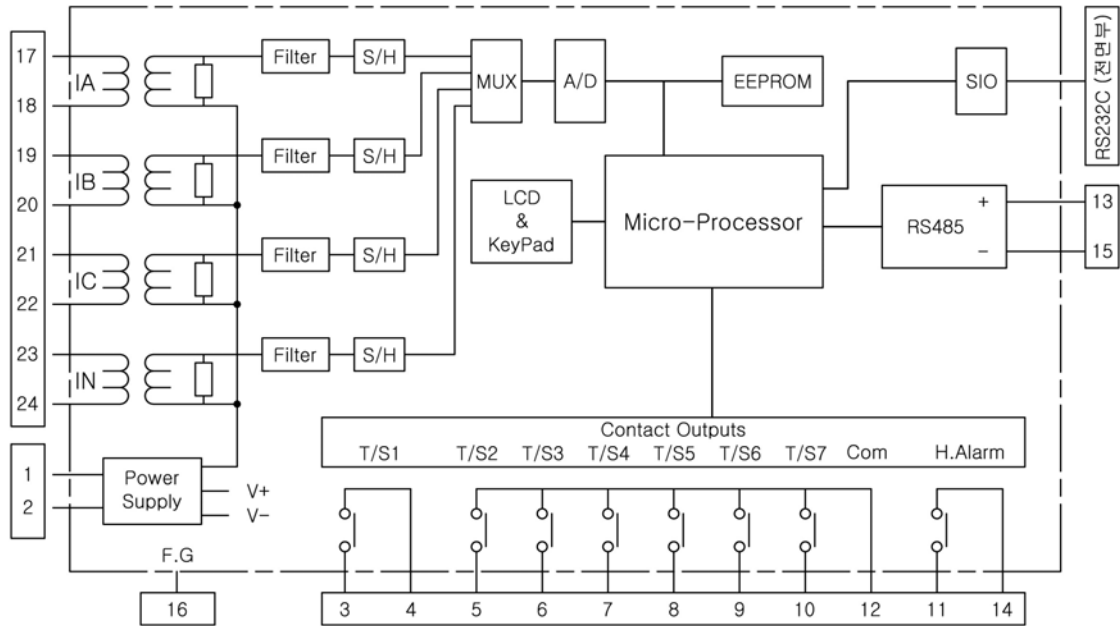 17
IA
18
19
IB
20
21
IC
22
23
IN
24
1
2
Filter
S/H
Filter
S/H
Filter
S/H
Filter
S/H
MUX
A/D
EEPROM
SIO
RS232C (전면부)
LCD
&
KeyPad
Micro-Processor
RS485
+
-
13
15
Power
Supply
V+
V-
F.G
16
Contact Outputs
T/S1 T/S2 T/S3 T/S4 T/S5 T/S6 T/S7 Com H.Alarm
3 4 5 6 7 8 9 10 12 11 14